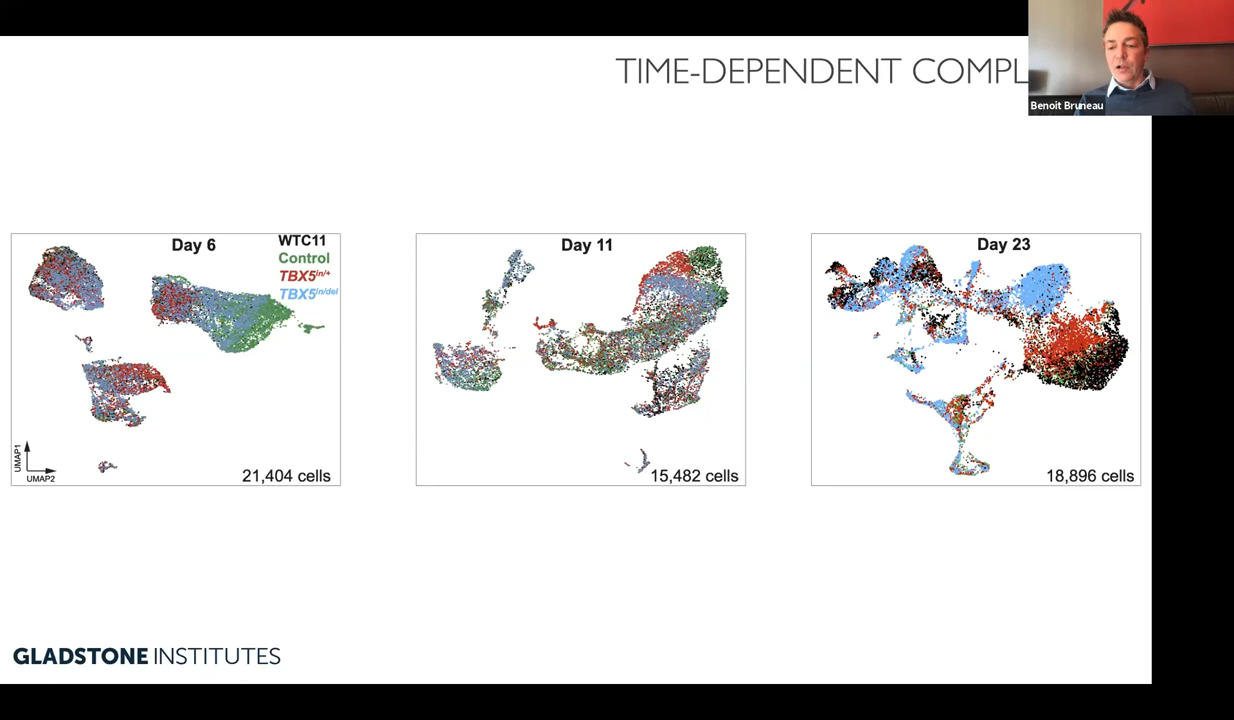 TIME-DEPENDENT COMPL
Benoit Bruneau
Day 6
WTC11
Control
TBX5in/+
TBX5in/del
UMAP1
UMAP2
21,404 cells
Day 11
15,482 cells
Day 23
18,896 cells
GLADSTONE INSTITUTES